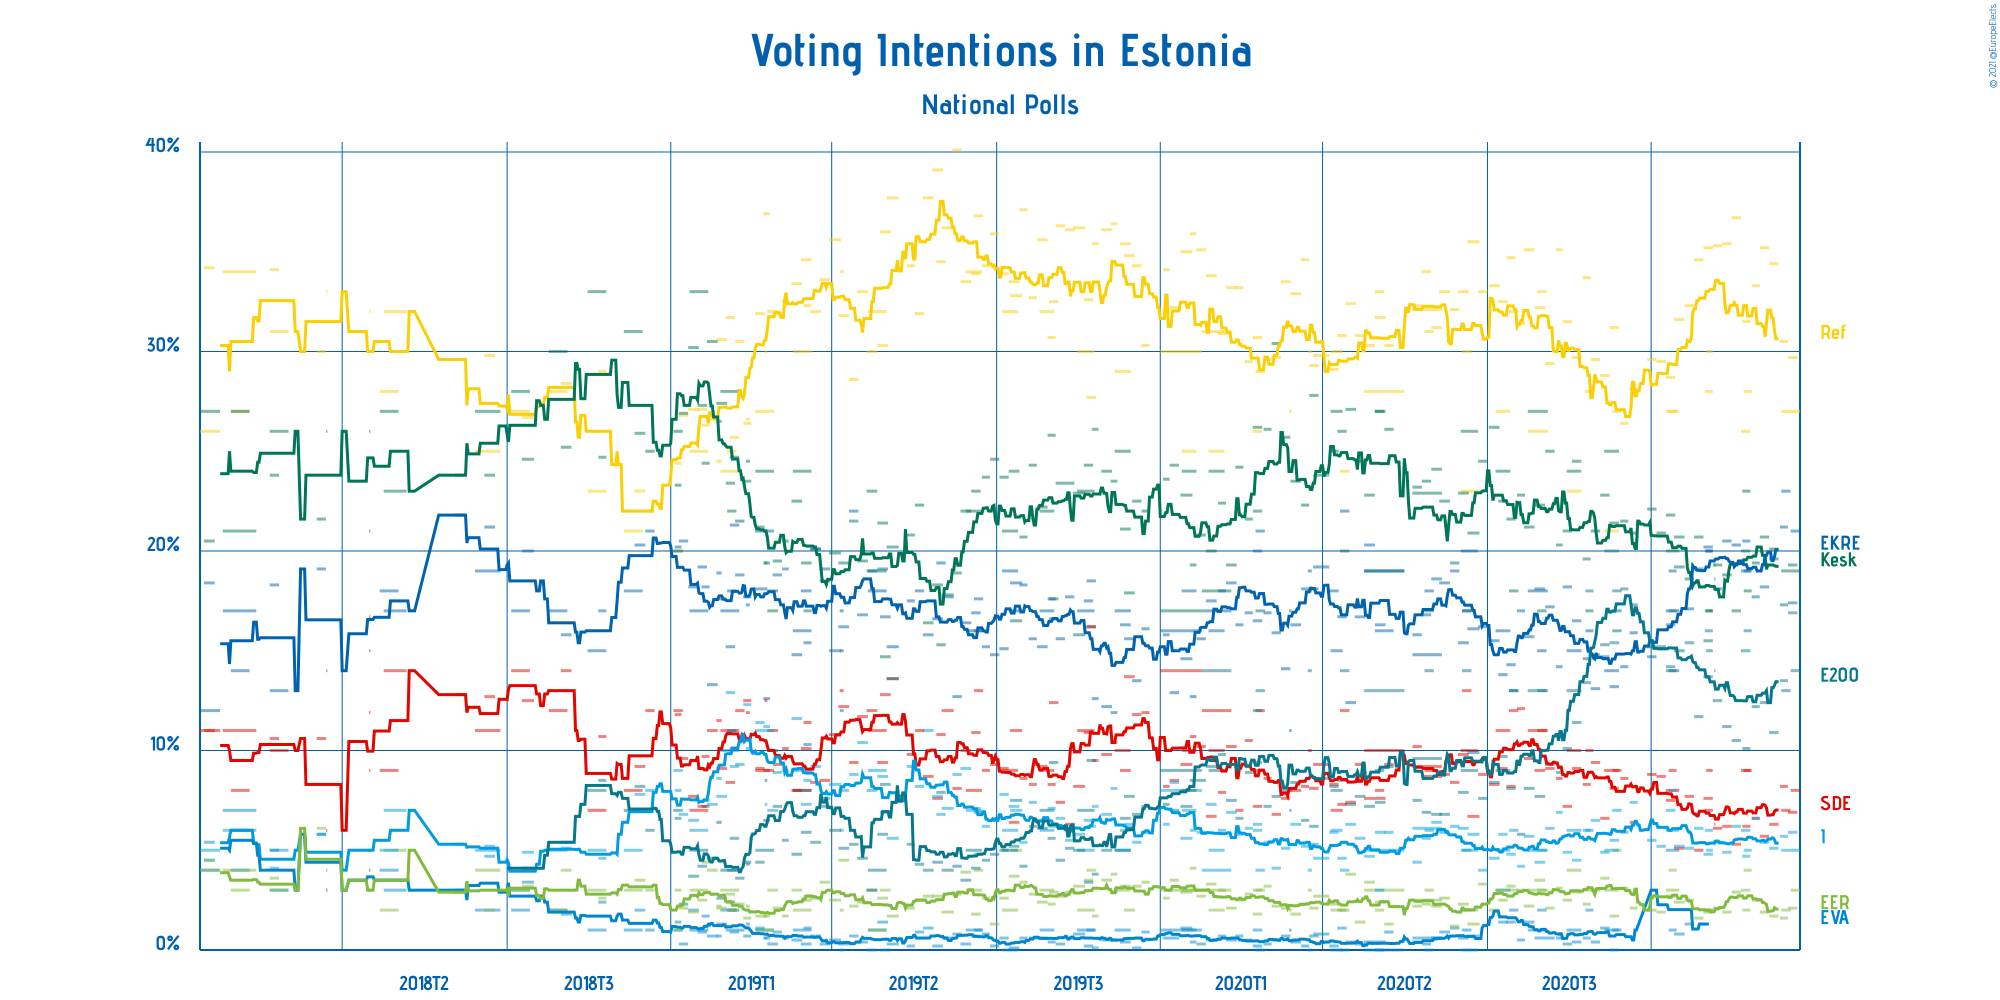 © 2021 @EuropeElects
Voting Intentions in Estonia
National Polls
40%
30%
20%
10%
0%
Ref
EKRE
Kesk
E200
SDE
I
EER
EVA
2018T2 2018T3 2019T1 2019T2 2019T3 2020T1 2020T2 2020T3